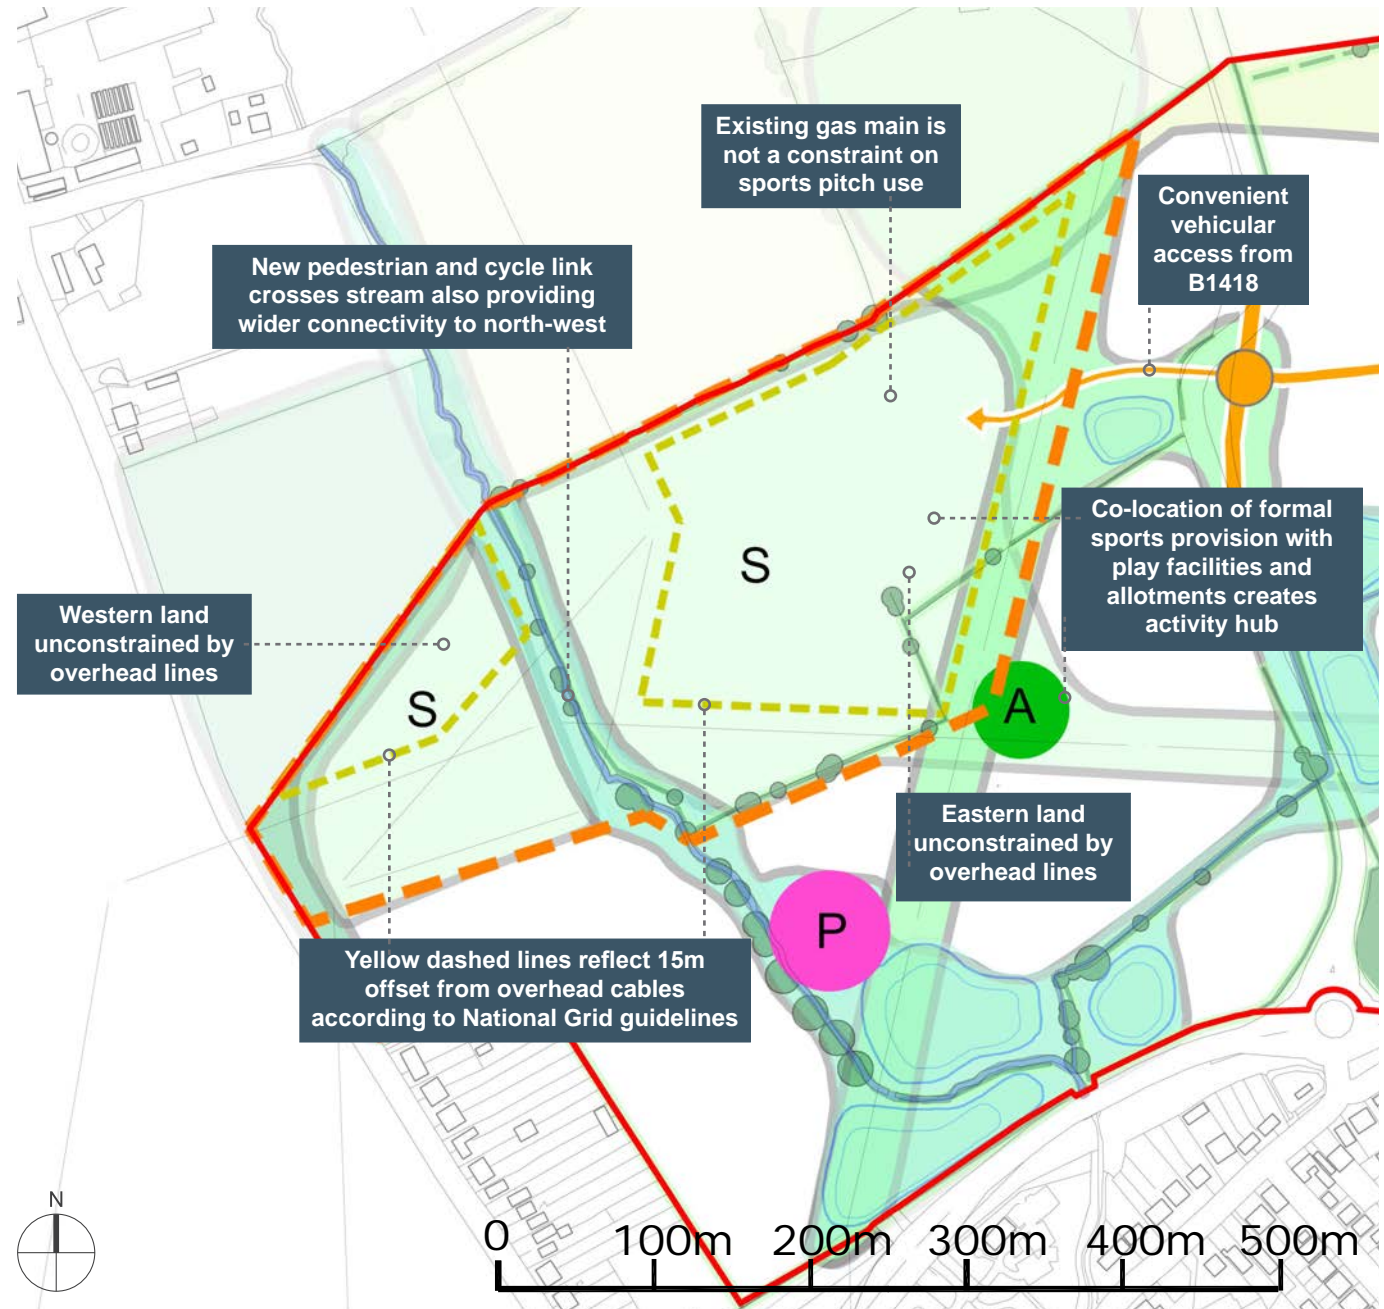 Existing gas main is
not a constraint on
sports pitch use
Convenient
vehicular
access from
B1418
New pedestrian and cycle link
crosses stream also providing
wider connectivity to north-west
Co-location of formal
sports provision with
play facilities and
allotments creates
activity hub
S
Western land
unconstrained by
overhead lines
S
A
Eastern land
unconstrained by
overhead lines
P
Yellow dashed lines reflect 15m
offset from overhead cables
according to National Grid guidelines
4
N
0 100m 200m 300m 400m 500m